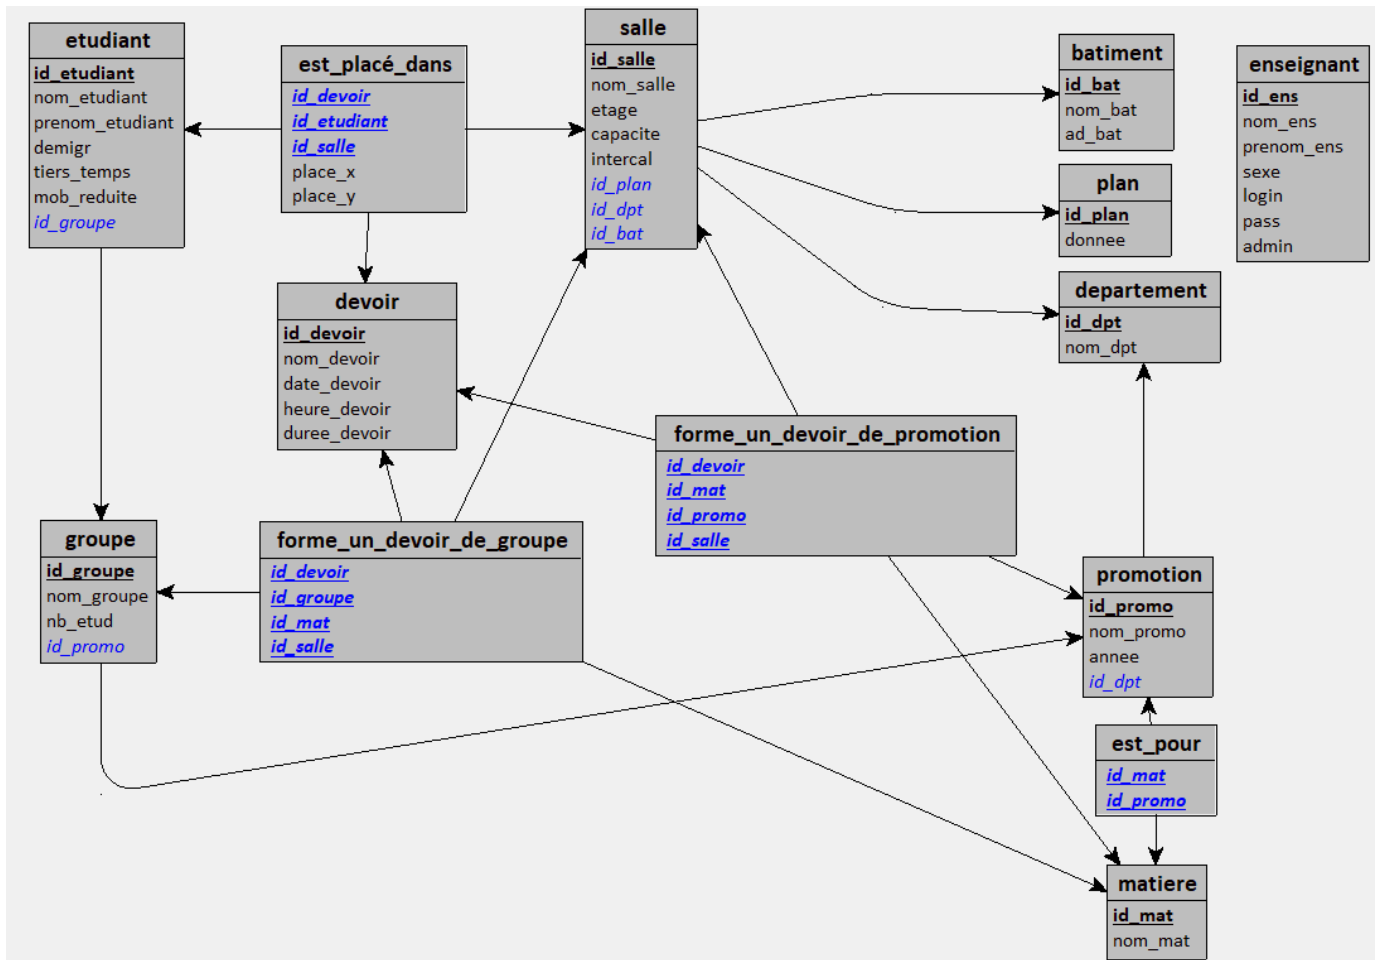 etudiant
id_etudiant
nom_etudiant
prenom_etudiant
demigr
tiers_temps
mob_reduite
id_groupe
est_placé_dans
id_devoir
id_etudiant
id_salle
place_x
place_y
salle
id_salle
nom_salle
etage
capacite
intercal
id_plan
id_dpt
id_bat
batiment
id_bat
nom_bat
ad_bat
enseignant
id_ens
nom_ens
prenom_ens
sexe
login
pass
admin
plan
id_plan
donnee
departement
id_dpt
nom_dpt
devoir
id_devoir
nom_devoir
date_devoir
heure_devoir
duree_devoir
forme_un_devoir_de_promotion
id_devoir
id_mat
id_promo
id_salle
groupe
id_groupe
nom_groupe
nb_etud
id_promo
forme_un_devoir_de_groupe
id_devoir
id_groupe
id_mat
id_salle
promotion
id_promo
nom_promo
annee
id_dpt
est_pour
id_mat
id_promo
matiere
id_mat
nom_mat